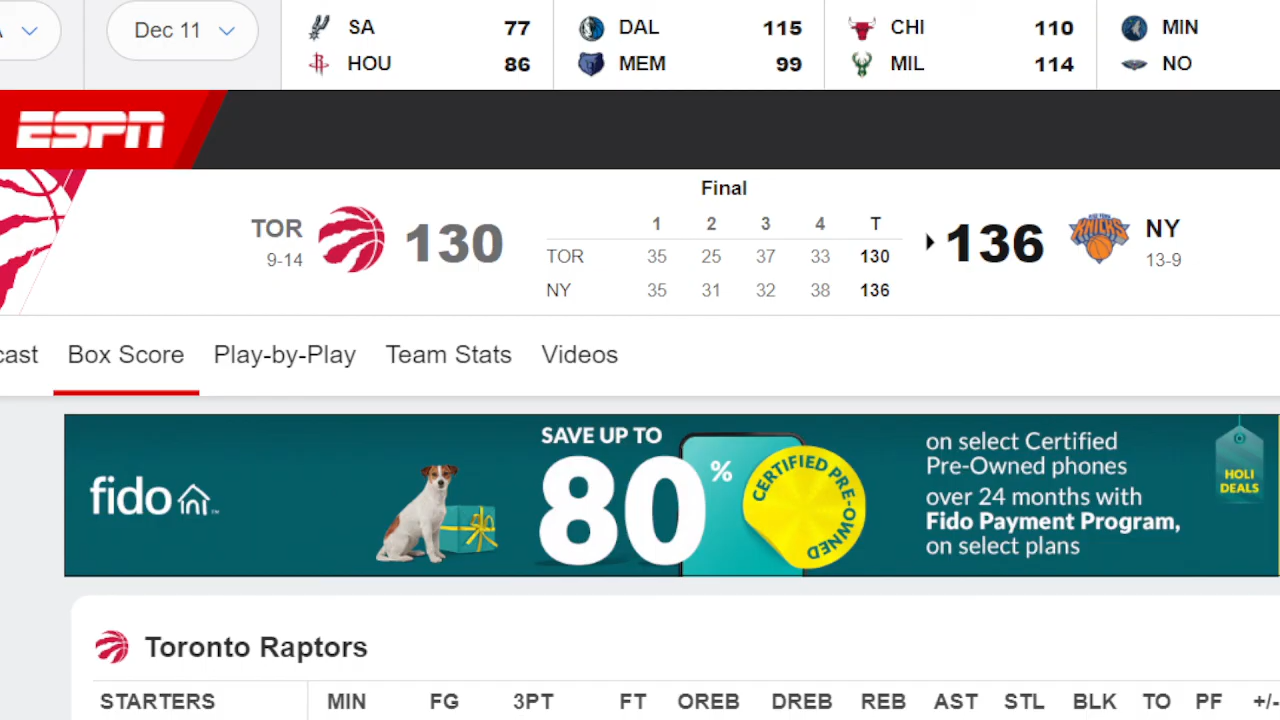 A
Dec 11
SA 77
HOU 86
DAL 115
MEM 99
CHI 110
MIL 114
MIN
NO
ESPN
Final
TOR
9-14
130
1 2 3 4 T
TOR 35 25 37 33 130
NY 35 31 32 38 136
136
NY
13-9
NEW YORK
KNICKS
cast Box Score Play-by-Play Team Stats Videos
fido
TM
SAVE UP TO
80%
CERTIFIED PRE-OWNED
on select Certified
Pre-Owned phones
over 24 months with
Fido Payment Program,
on select plans
HOLI
DEALS
Toronto Raptors
STARTERS MIN FG 3PT FT OREB DREB REB AST STL BLK TO PF +/-